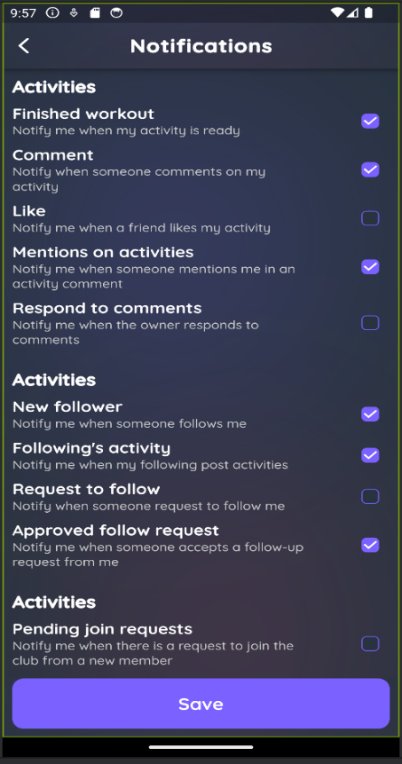 9:57
Notifications
Activities
Finished workout
Notify me when my activity is ready
Comment
Notify when someone comments on my
activity
Like
Notify me when a friend likes my activity
Mentions on activities
Notify me when someone mentions me in an
activity comment
Respond to comments
Notify me when the owner responds to
comments
Activities
New follower
Notify me when someone follows me
Following's activity
Notify me when my following post activities
Request to follow
Notify when someone request to follow me
Approved follow request
Notify me when someone accepts a follow-up
request from me
Activities
Pending join requests
Notify me when there is a request to join the
club from a new member
Save